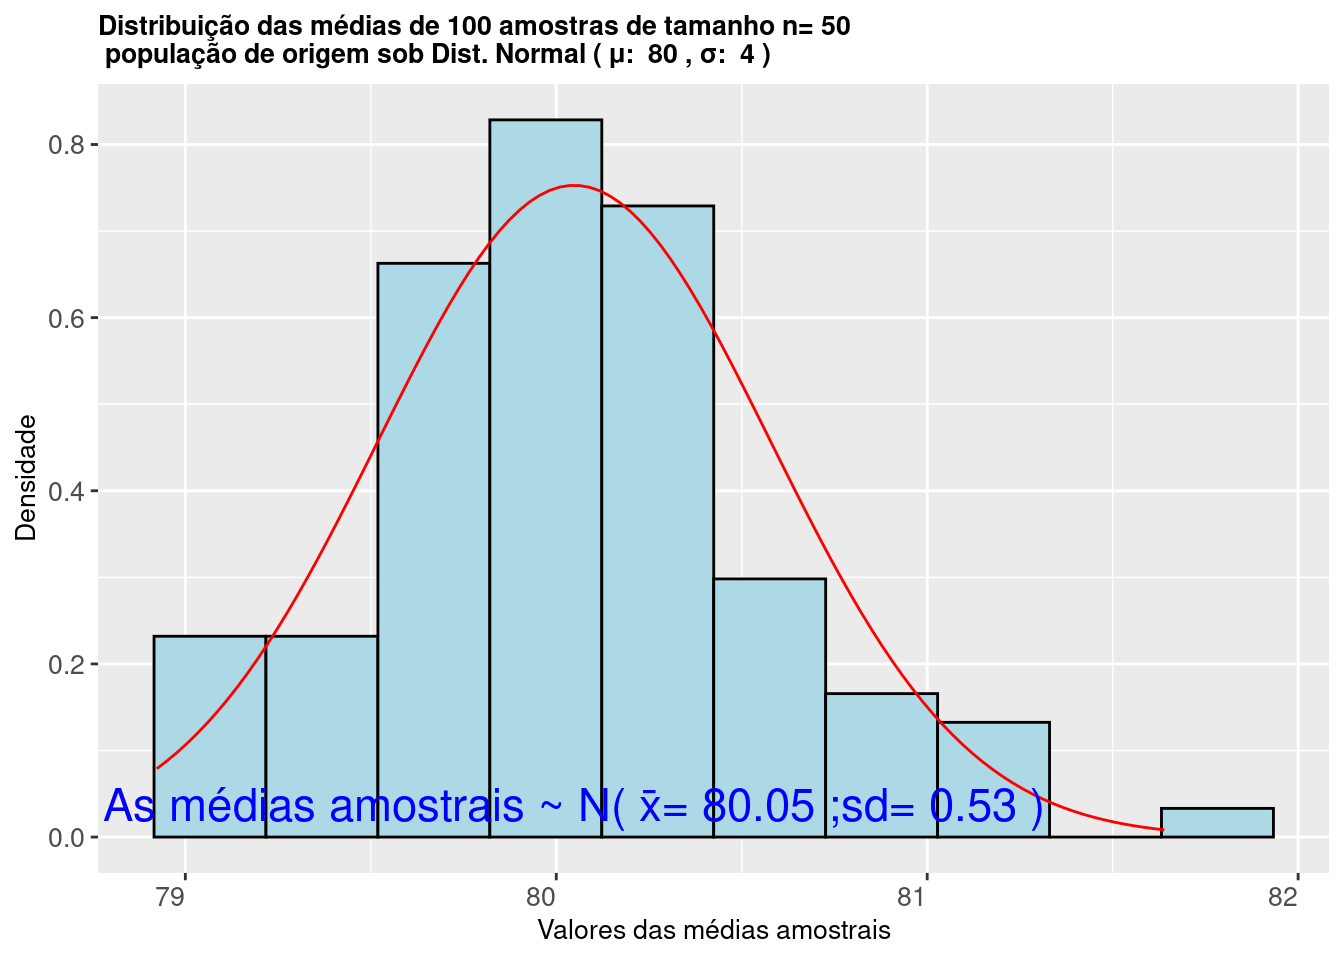 Distribuição das médias de 100 amostras de tamanho n= 50
população de origem sob Dist. Normal ( μ:  80 , σ:  4 )
Densidade
0.8
0.6
0.4
0.2
0.0
As médias amostrais ~ N( x̄= 80.05 ;sd= 0.53 )
79
80
81
82
Valores das médias amostrais